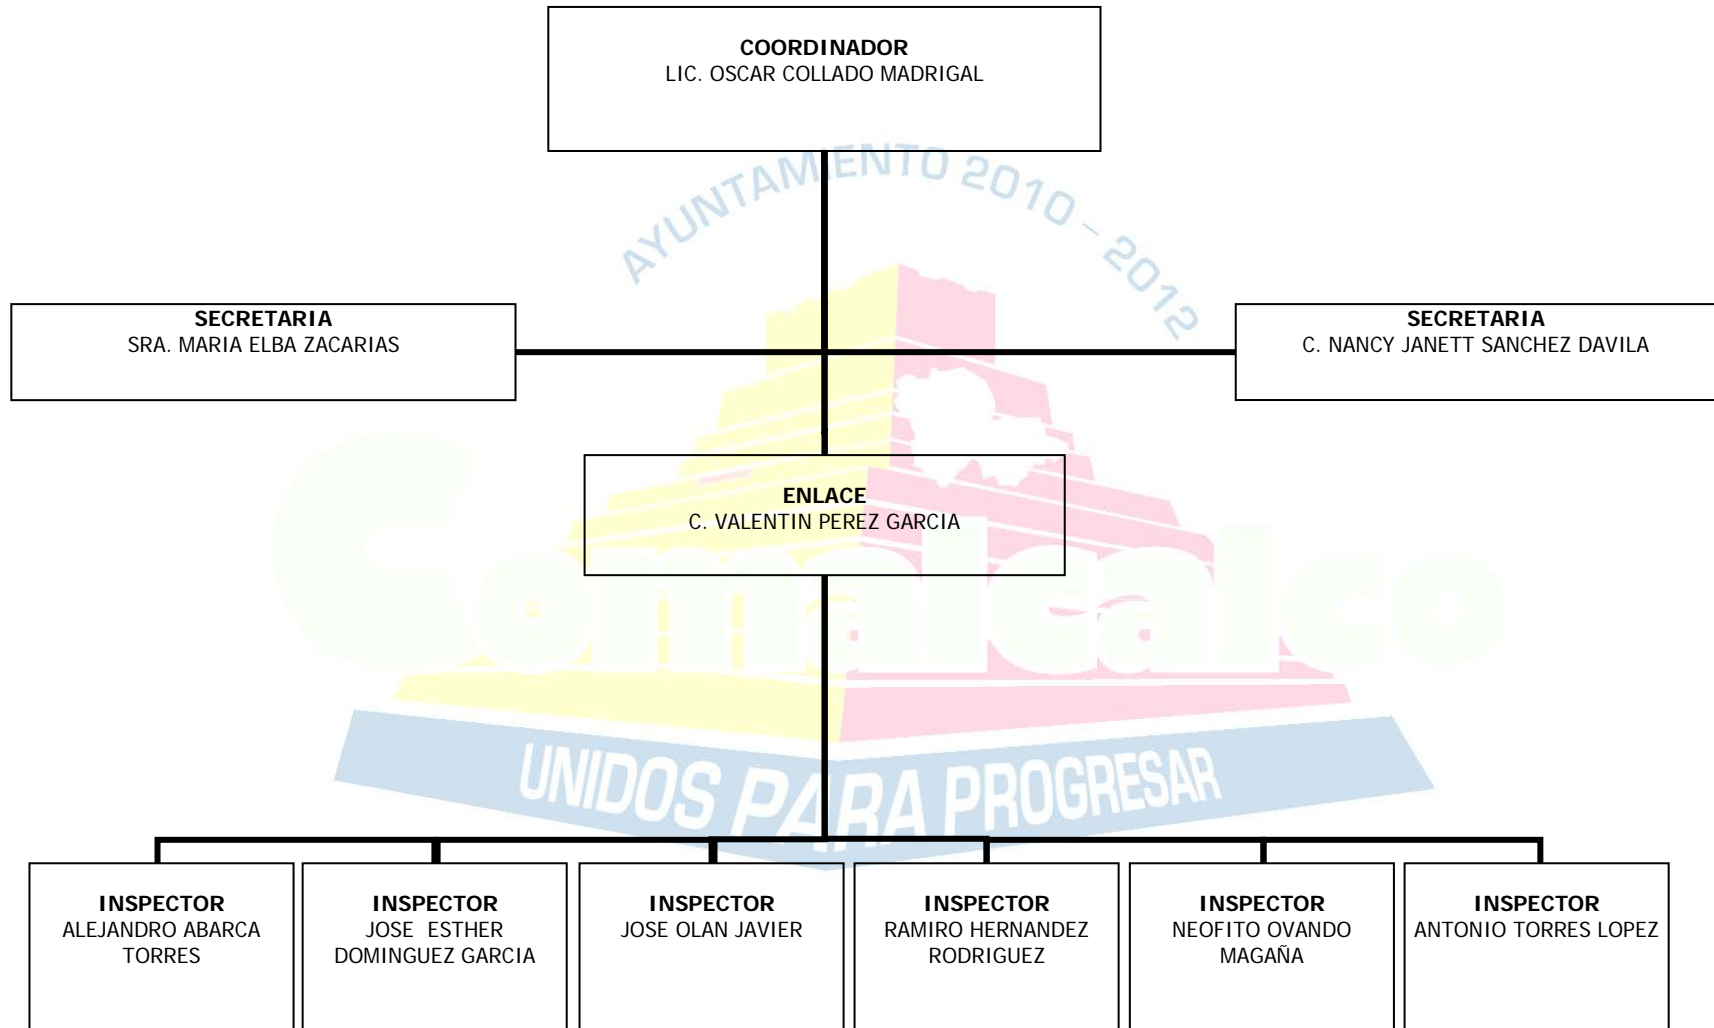 COORDINADOR
LIC. OSCAR COLLADO MADRIGAL
AYUNTAMIENTO 2010 - 2012
SECRETARIA
SRA. MARIA ELBA ZACARIAS
SECRETARIA
C. NANCY JANETT SANCHEZ DAVILA
ENLACE
C. VALENTIN PEREZ GARCIA
Comalcalco
UNIDOS PARA PROGRESAR
INSPECTOR
ALEJANDRO ABARCA
TORRES
INSPECTOR
JOSE ESTHER
DOMINGUEZ GARCIA
INSPECTOR
JOSE OLAN JAVIER
INSPECTOR
RAMIRO HERNANDEZ
RODRIGUEZ
INSPECTOR
NEOFITO OVANDO
MAGAÑA
INSPECTOR
ANTONIO TORRES LOPEZ